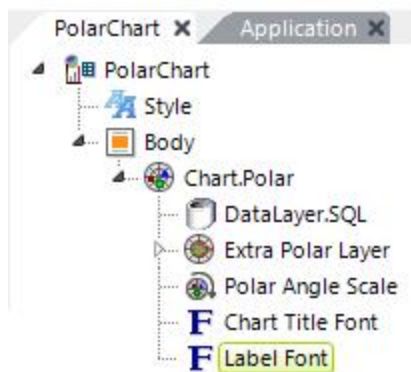 PolarChart Application
PolarChart
Style
Body
Chart.Polar
DataLayer.SQL
Extra Polar Layer
Polar Angle Scale
F Chart Title Font
F Label Font